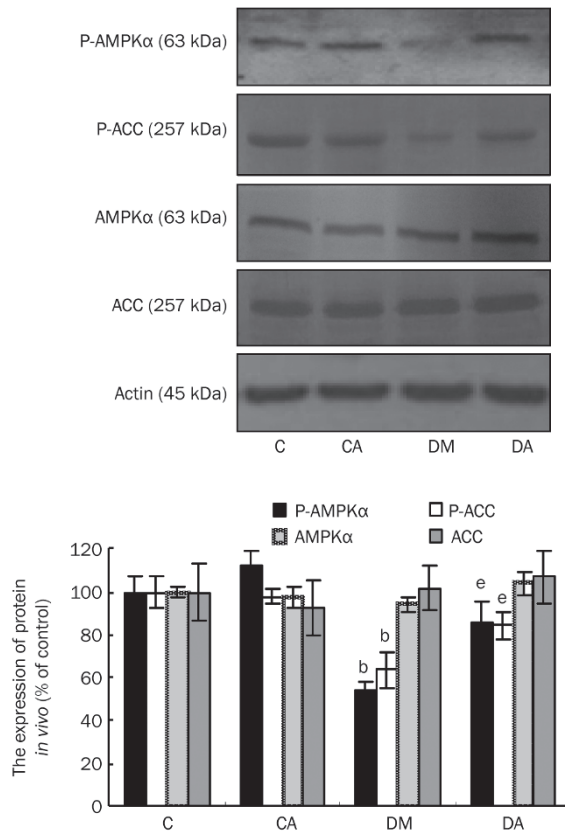 P-AMPKα (63 kDa)
P-ACC (257 kDa)
AMPKα (63 kDa)
ACC (257 kDa)
Actin (45 kDa)
C CA DM DA
P-AMPKα P-ACC
AMPKα ACC
The expression of protein
in vivo (% of control)
120
100
80
60
40
20
0
b b
e e
C CA DM DA